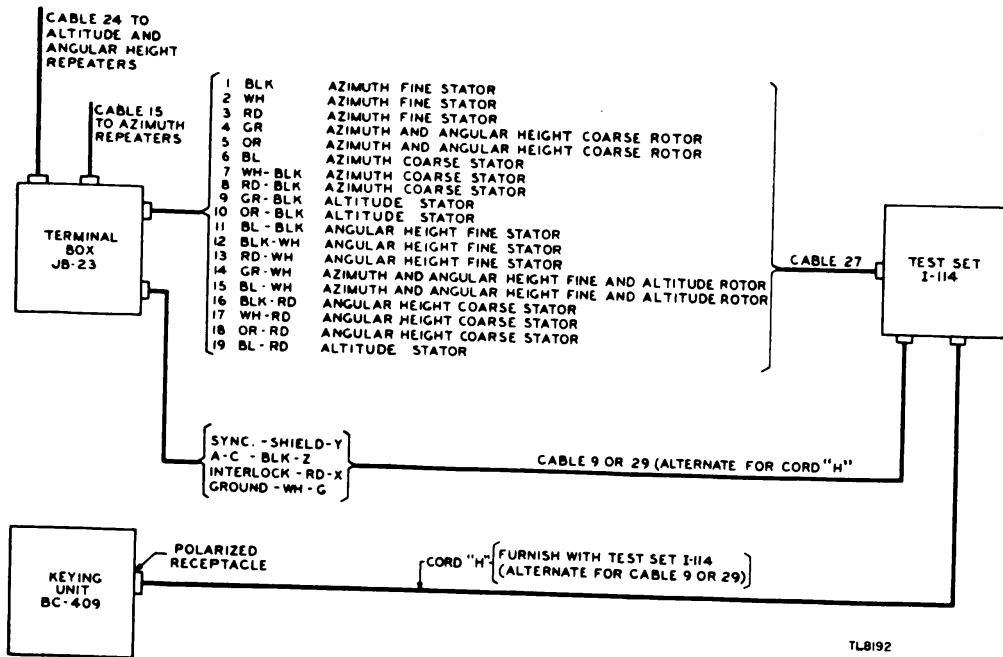 CABLE 24 TO
ALTITUDE AND
ANGULAR HEIGHT
REPEATERS
CABLE 15
TO AZIMUTH
REPEATERS
1 BLK AZIMUTH FINE STATOR
2 WH AZIMUTH FINE STATOR
3 RD AZIMUTH FINE STATOR
4 GR AZIMUTH AND ANGULAR HEIGHT COARSE ROTOR
5 OR AZIMUTH AND ANGULAR HEIGHT COARSE ROTOR
6 BL AZIMUTH COARSE STATOR
7 WH-BLK AZIMUTH COARSE STATOR
8 RD-BLK AZIMUTH COARSE STATOR
9 GR-BLK ALTITUDE STATOR
10 OR-BLK ALTITUDE STATOR
11 BL-BLK ANGULAR HEIGHT FINE STATOR
12 BLK-WH ANGULAR HEIGHT FINE STATOR
13 RD-WH ANGULAR HEIGHT FINE STATOR
14 GR-WH AZIMUTH AND ANGULAR HEIGHT FINE AND ALTITUDE ROTOR
15 BL-WH AZIMUTH AND ANGULAR HEIGHT FINE AND ALTITUDE ROTOR
16 BLK-RD ANGULAR HEIGHT COARSE STATOR
17 WH-RD ANGULAR HEIGHT COARSE STATOR
18 OR-RD ANGULAR HEIGHT COARSE STATOR
19 BL-RD ALTITUDE STATOR
TERMINAL
BOX
JB-23
CABLE 27
TEST SET
I-114
SYNC.-SHIELD-Y
A-C-BLK-Z
INTERLOCK-RD-X
GROUND-WH-G
CABLE 9 OR 29 (ALTERNATE FOR CORD "H"
KEYING
UNIT
BC-409
POLARIZED
RECEPTACLE
CORD "H"
FURNISH WITH TEST SET I-114
(ALTERNATE FOR CABLE 9 OR 29)
TL8192